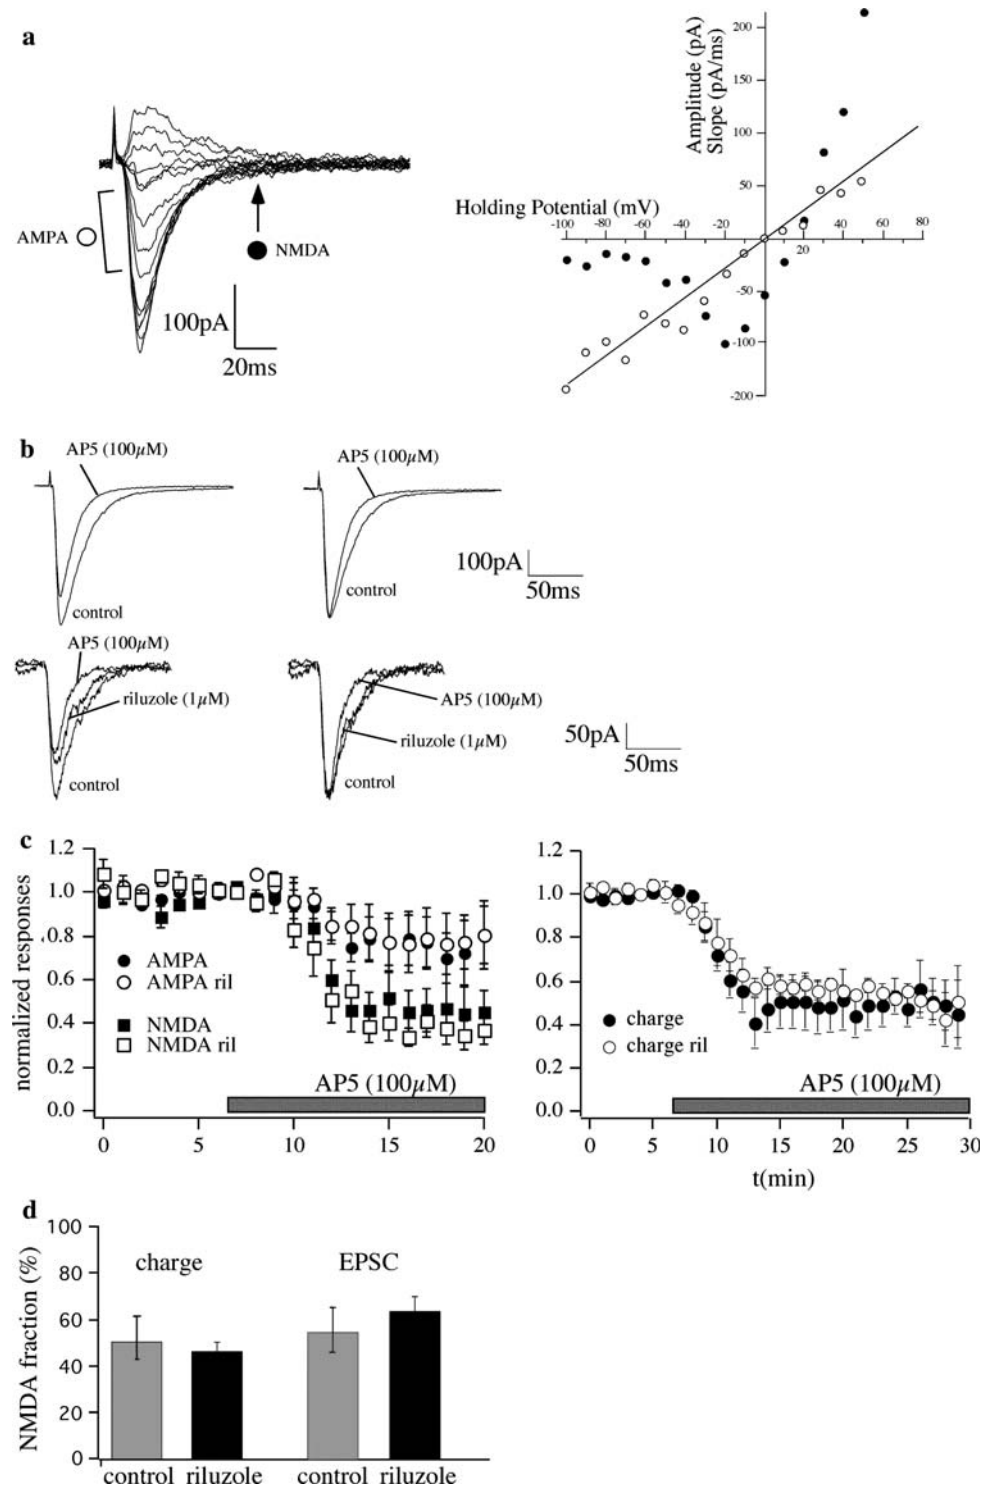 a
AMPA
NMDA
100pA
20ms
Amplitude (pA)
Slope (pA/ms)
Holding Potential (mV)
200
150
100
50
-100 -80 -60 -40 -20 20 40 60 80
-50
-100
-200
b
AP5 (100µM)
control
AP5 (100µM)
control
100pA
50ms
AP5 (100µM)
riluzole (1µM)
control
AP5 (100µM)
riluzole (1µM)
control
50pA
50ms
c
normalized responses
1.2
1.0
0.8
0.6
0.4
0.2
0.0
AMPA
AMPA ril
NMDA
NMDA ril
AP5 (100µM)
0 5 10 15 20
1.2
1.0
0.8
0.6
0.4
0.2
0.0
charge
charge ril
AP5 (100µM)
0 5 10 15 20 25 30
t(min)
d
NMDA fraction (%)
100
80
60
40
20
0
charge EPSC
control riluzole control riluzole